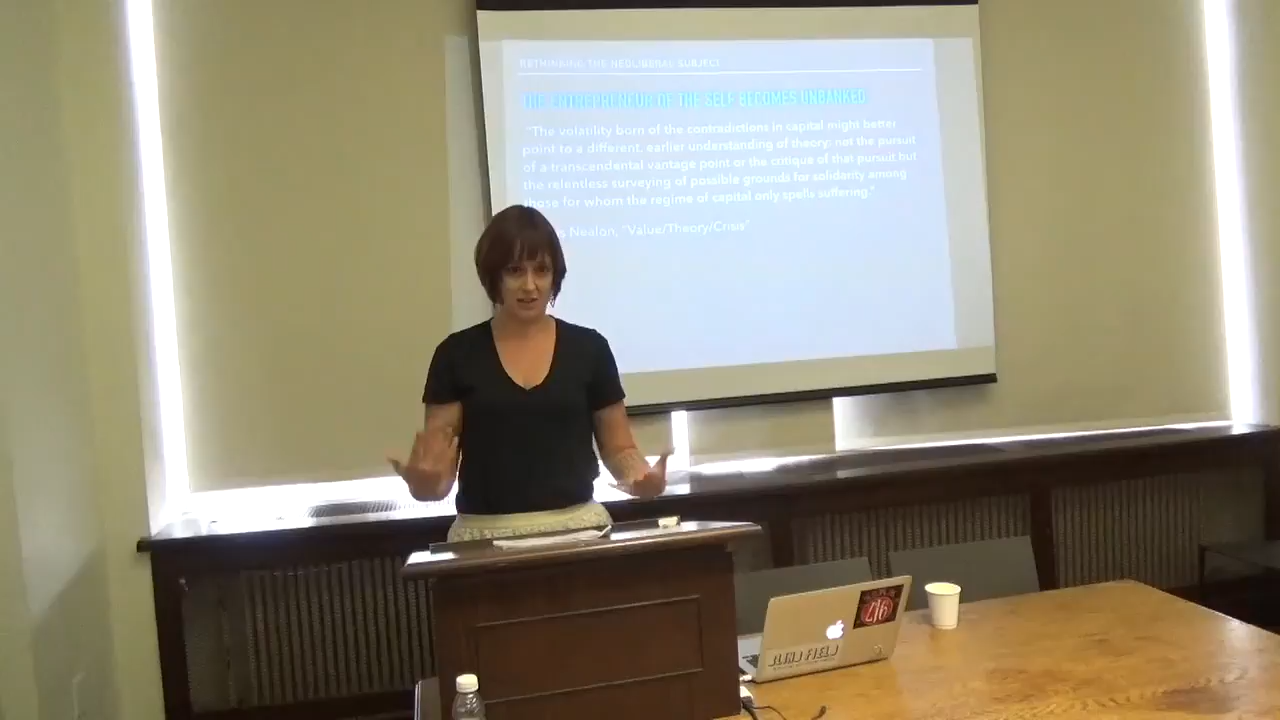 RETHINKING THE NEOLIBERAL SUBJECT
THE ENTREPRENEUR OF THE SELF BECOMES UNBANKED
"The volatility born of the contradictions in capital might better
point to a different, earlier understanding of theory: not the pursuit
of a transcendental vantage point or the critique of that pursuit but
the relentless surveying of possible grounds for solidarity among
those for whom the regime of capital only spells suffering."
s Nealon, "Value/Theory/Crisis"
BLIND FIELD